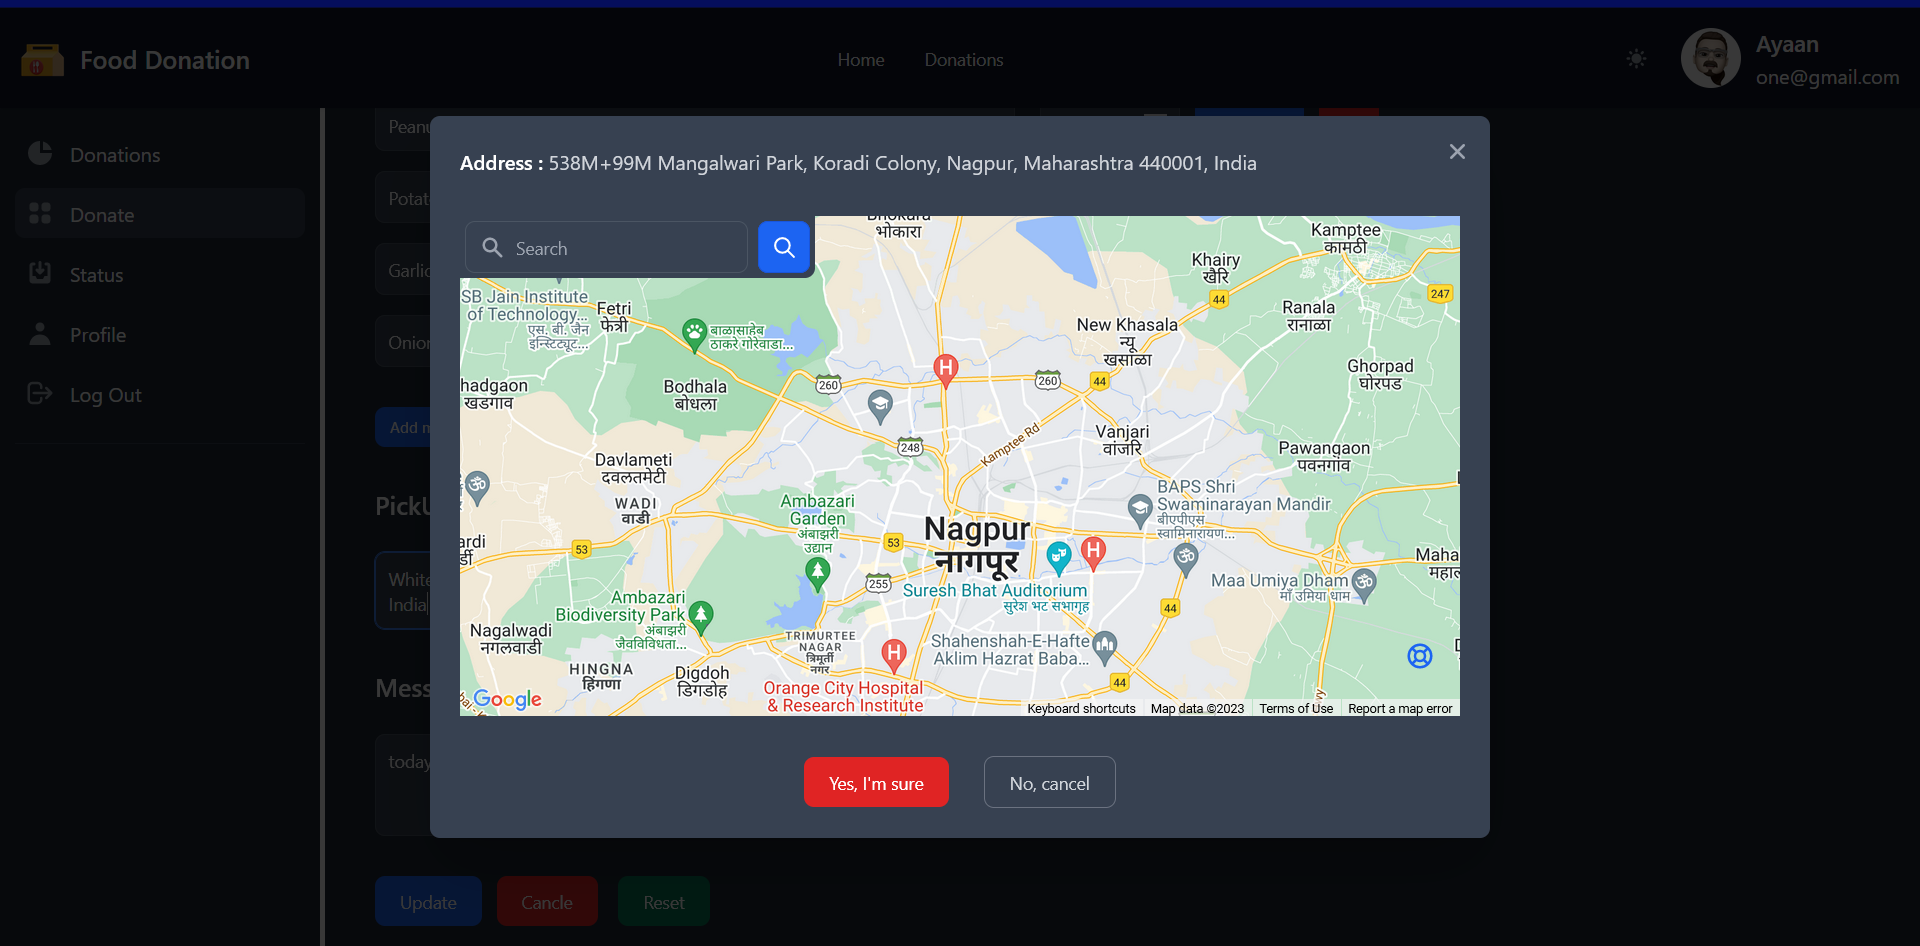 Food Donation
Home
Donations
Ayaan
one@gmail.com
Donations
Donate
Status
Profile
Log Out
Address : 538M+99M Mangalwari Park, Koradi Colony, Nagpur, Maharashtra 440001, India
Search
भोकारा
Kamptee
कामठी
Khairy
खैरि
247
44
SB Jain Institute
of Technology...
एस. बी. जैन
इन्स्टिट्यूट...
Fetri
फेत्री
Ranala
रानाळा
बाळासाहेब
ठाकरे गोरेवाडा...
New Khasala
न्यू
खसाळा
Ghorpad
घोरपड
hadgaon
खडगाव
Bodhala
बोधला
260
H
260
44
248
Kamptee Rd
Vanjari
वांजरि
Pawangaon
पवनगांव
Davlameti
दवलतमेटी
WADI
वाडी
Ambazari
Garden
अंबाझरी
उद्यान
BAPS Shri
Swaminarayan Mandir
बीएपीएस
स्वामिनारायण...
Nagpur
नागपूर
ardi
र्डी
53
53
255
H
Maha
महाल
Maa Umiya Dham
माँ उमिया धाम
Suresh Bhat Auditorium
सुरेश भट सभागृह
44
Ambazari
Biodiversity Park
अंबाझरी
जैवविविधता...
Nagalwadi
नगलवाडी
TRIMURTEE
NAGAR
त्रिमूर्ती
नगर
H
Shahenshah-E-Hafte
Aklim Hazrat Baba...
HINGNA
हिंगणा
Digdoh
डिगडोह
Orange City Hospital
& Research Institute
44
Google
Keyboard shortcuts
Map data ©2023
Terms of Use
Report a map error
Yes, I'm sure
No, cancel
Garlic
Onion
Add m
White
India
today
Update
Cancle
Reset